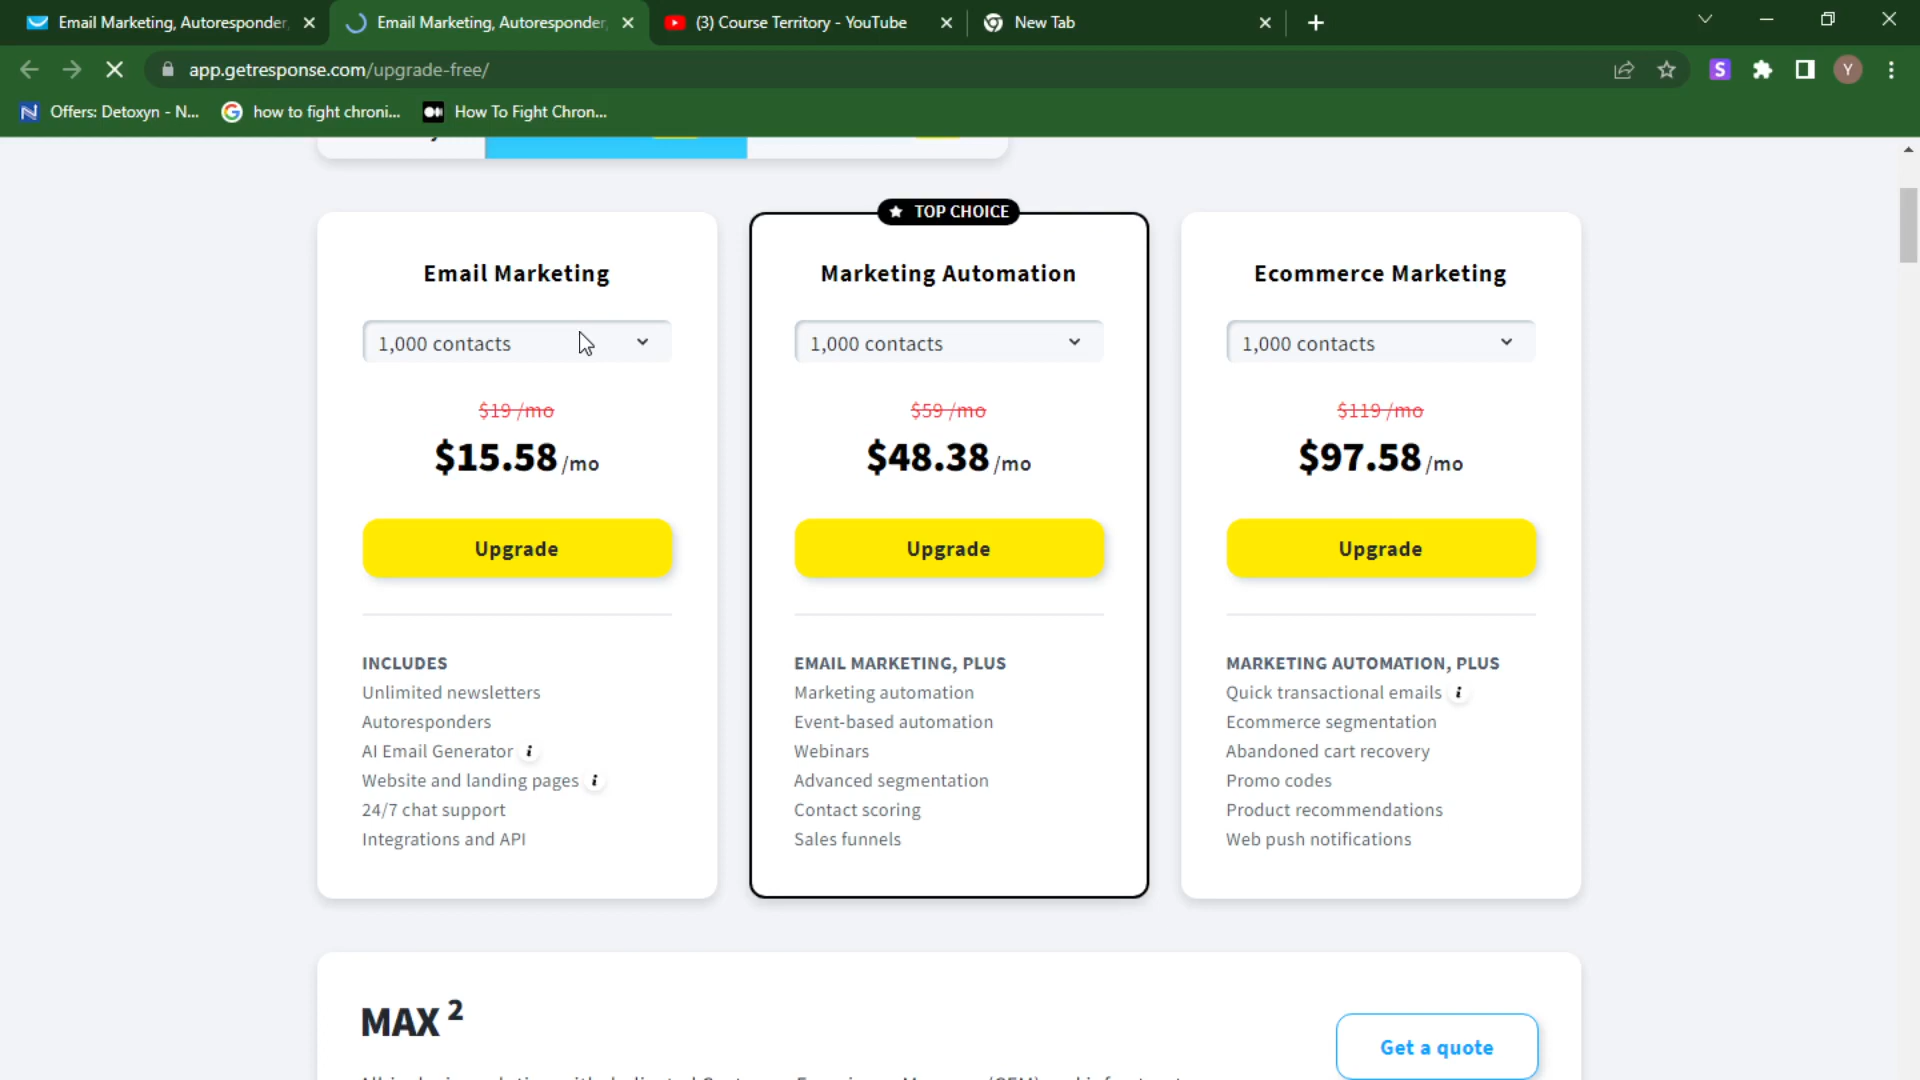 Email Marketing, Autoresponder,
Email Marketing, Autoresponder,
(3) Course Territory - YouTube
New Tab
app.getresponse.com/upgrade-free/
S
Y
Offers: Detoxyn - N...
how to fight chroni...
How To Fight Chron...
TOP CHOICE
Email Marketing
1,000 contacts
$19 /mo
$15.58 /mo
Upgrade
INCLUDES
Unlimited newsletters
Autoresponders
AI Email Generator i
Website and landing pages i
24/7 chat support
Integrations and API
Marketing Automation
1,000 contacts
$59 /mo
$48.38 /mo
Upgrade
EMAIL MARKETING, PLUS
Marketing automation
Event-based automation
Webinars
Advanced segmentation
Contact scoring
Sales funnels
Ecommerce Marketing
1,000 contacts
$119 /mo
$97.58 /mo
Upgrade
MARKETING AUTOMATION, PLUS
Quick transactional emails i
Ecommerce segmentation
Abandoned cart recovery
Promo codes
Product recommendations
Web push notifications
MAX 2
Get a quote